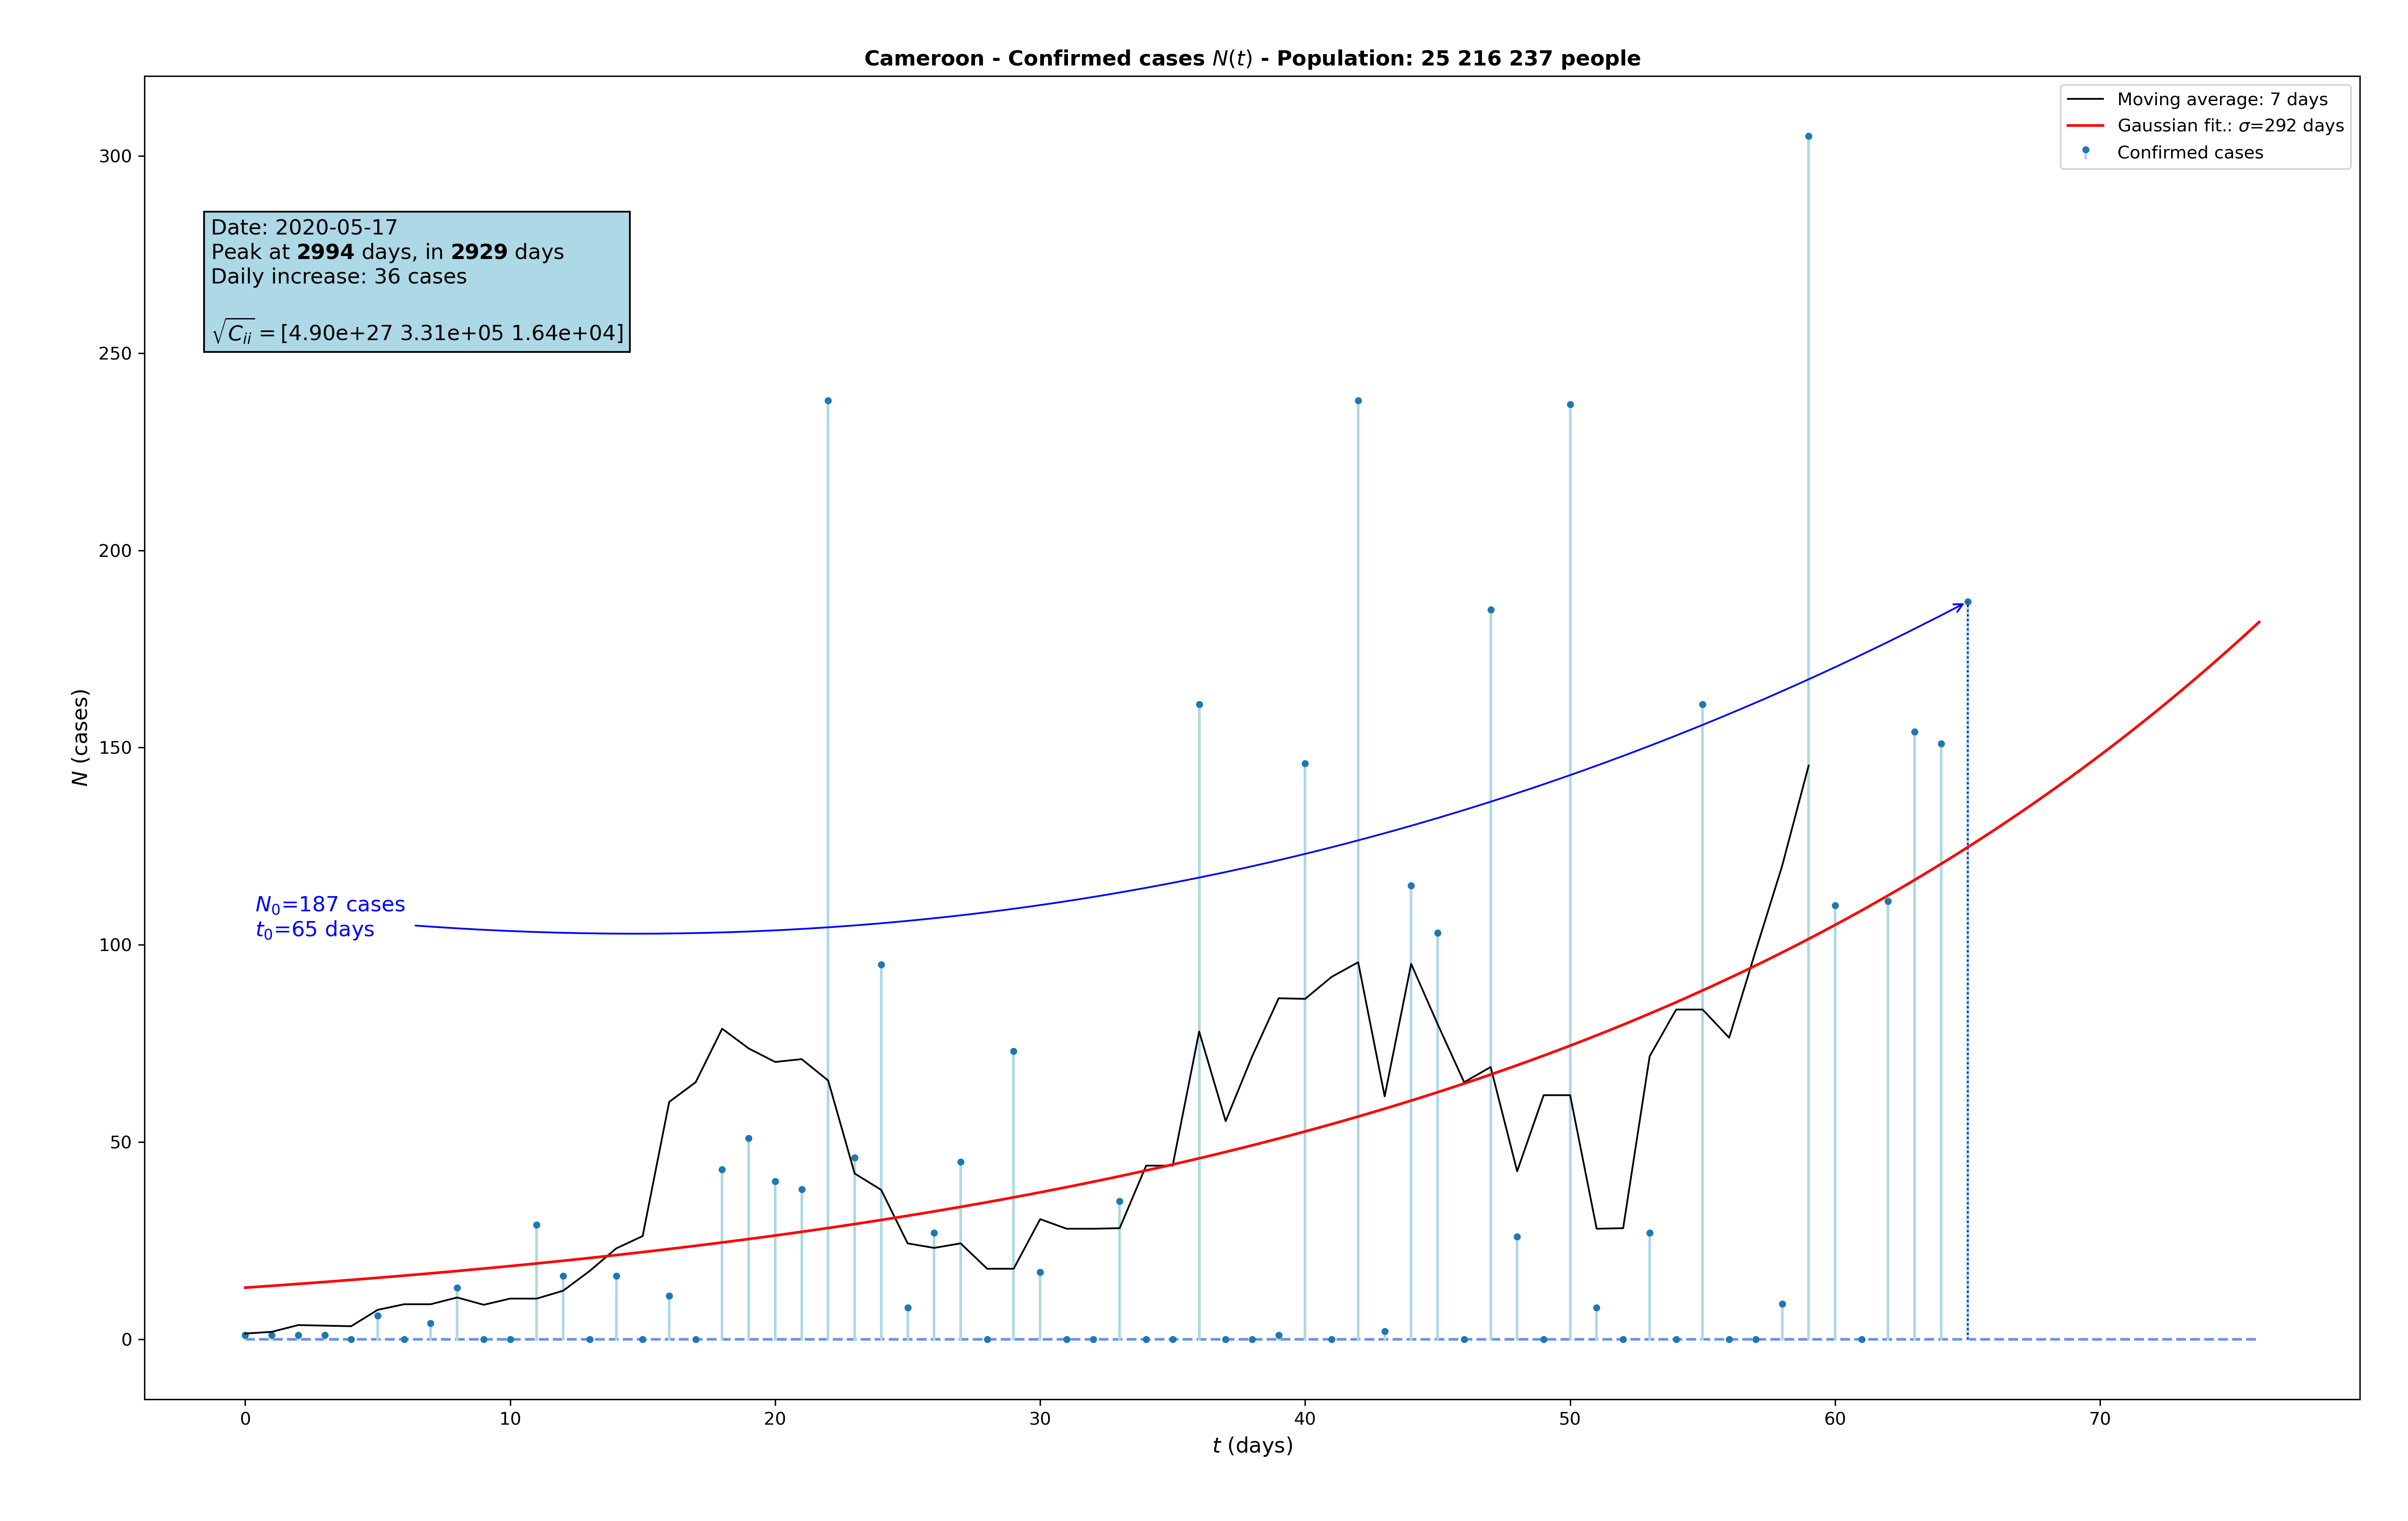 Cameroon - Confirmed cases N(t) - Population: 25 216 237 people
Moving average: 7 days
Gaussian fit.: σ=292 days
Confirmed cases
Date: 2020-05-17
Peak at 2994 days, in 2929 days
Daily increase: 36 cases
√C_ii = [4.90e+27 3.31e+05 1.64e+04]
N₀=187 cases
t₀=65 days
N (cases)
300
250
200
150
100
50
0
0 10 20 30 40 50 60 70
t (days)